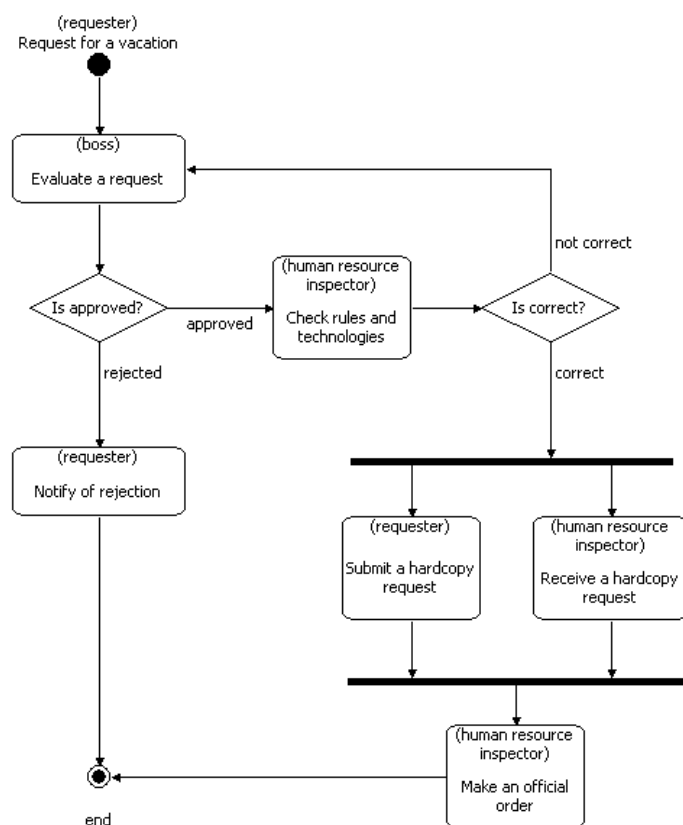 (requester)
Request for a vacation
(boss)
Evaluate a request
not correct
(human resource
inspector)
Check rules and
technologies
Is approved?
approved
Is correct?
rejected
correct
(requester)
Notify of rejection
(requester)
Submit a hardcopy
request
(human resource
inspector)
Receive a hardcopy
request
(human resource
inspector)
Make an official
order
end